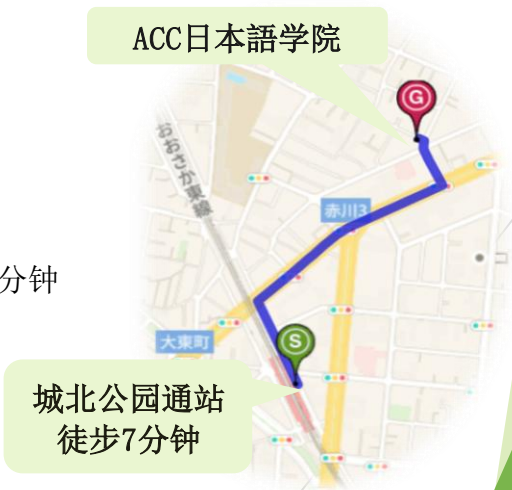 ACC日本語学院
G
おおさか東線
赤川3
分钟
大東町
S
城北公园通站
徒步7分钟